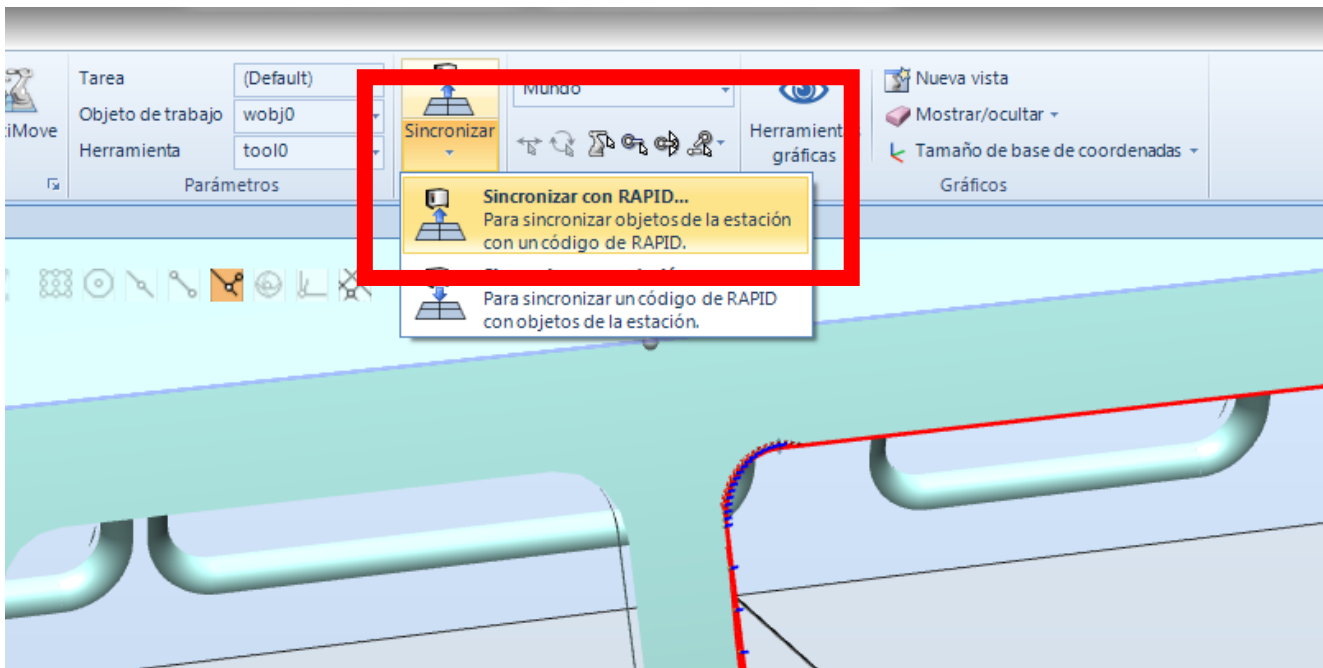 Tarea
(Default)
Objeto de trabajo
wobj0
Herramienta
tool0
Parámetros
iMove
Sincronizar
Mundo
Herramient
gráficas
Nueva vista
Mostrar/ocultar
Tamaño de base de coordenadas
Gráficos
Sincronizar con RAPID...
Para sincronizar objetos de la estación
con un código de RAPID.
Para sincronizar un código de RAPID
con objetos de la estación.